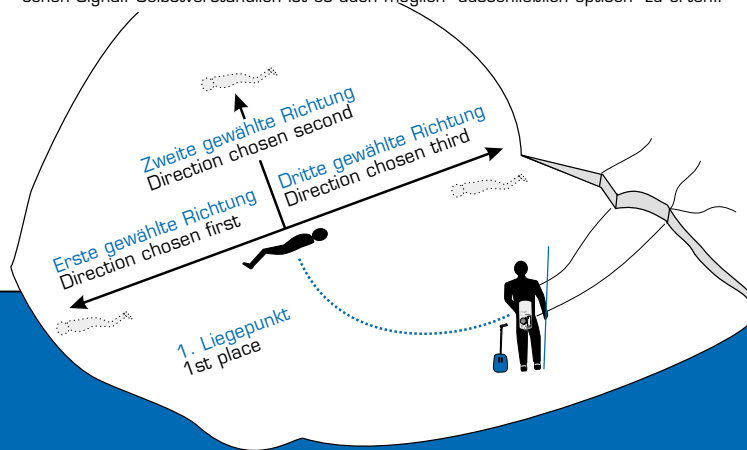 Zweite gewählte Richtung
Direction chosen second
Dritte gewählte Richtung
Direction chosen third
Erste gewählte Richtung
Direction chosen first
1. Liegepunkt
1st place